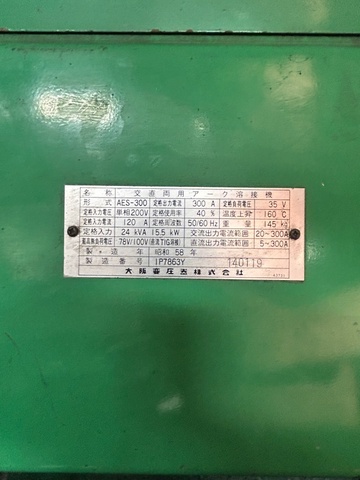 名称 交直両用アーク溶接機
形式 AES-300 定格出力電流 300 A 定格負荷電圧 35 V
定格入力電圧 単相200V 定格使用率 40 % 温度上昇 160 ℃
定格入力電流 120 A 定格周波数 50/60 Hz 重量 145 kg
定格入力 24 kVA 15.5 kW 交流出力電流範囲 20~300A
最高無負荷電圧 78V/100V (直流TIG溶接) 直流出力電流範囲 5~300A
製造年 昭和 58 年
製造番号 1P7863Y 140119
大阪変圧器株式会社